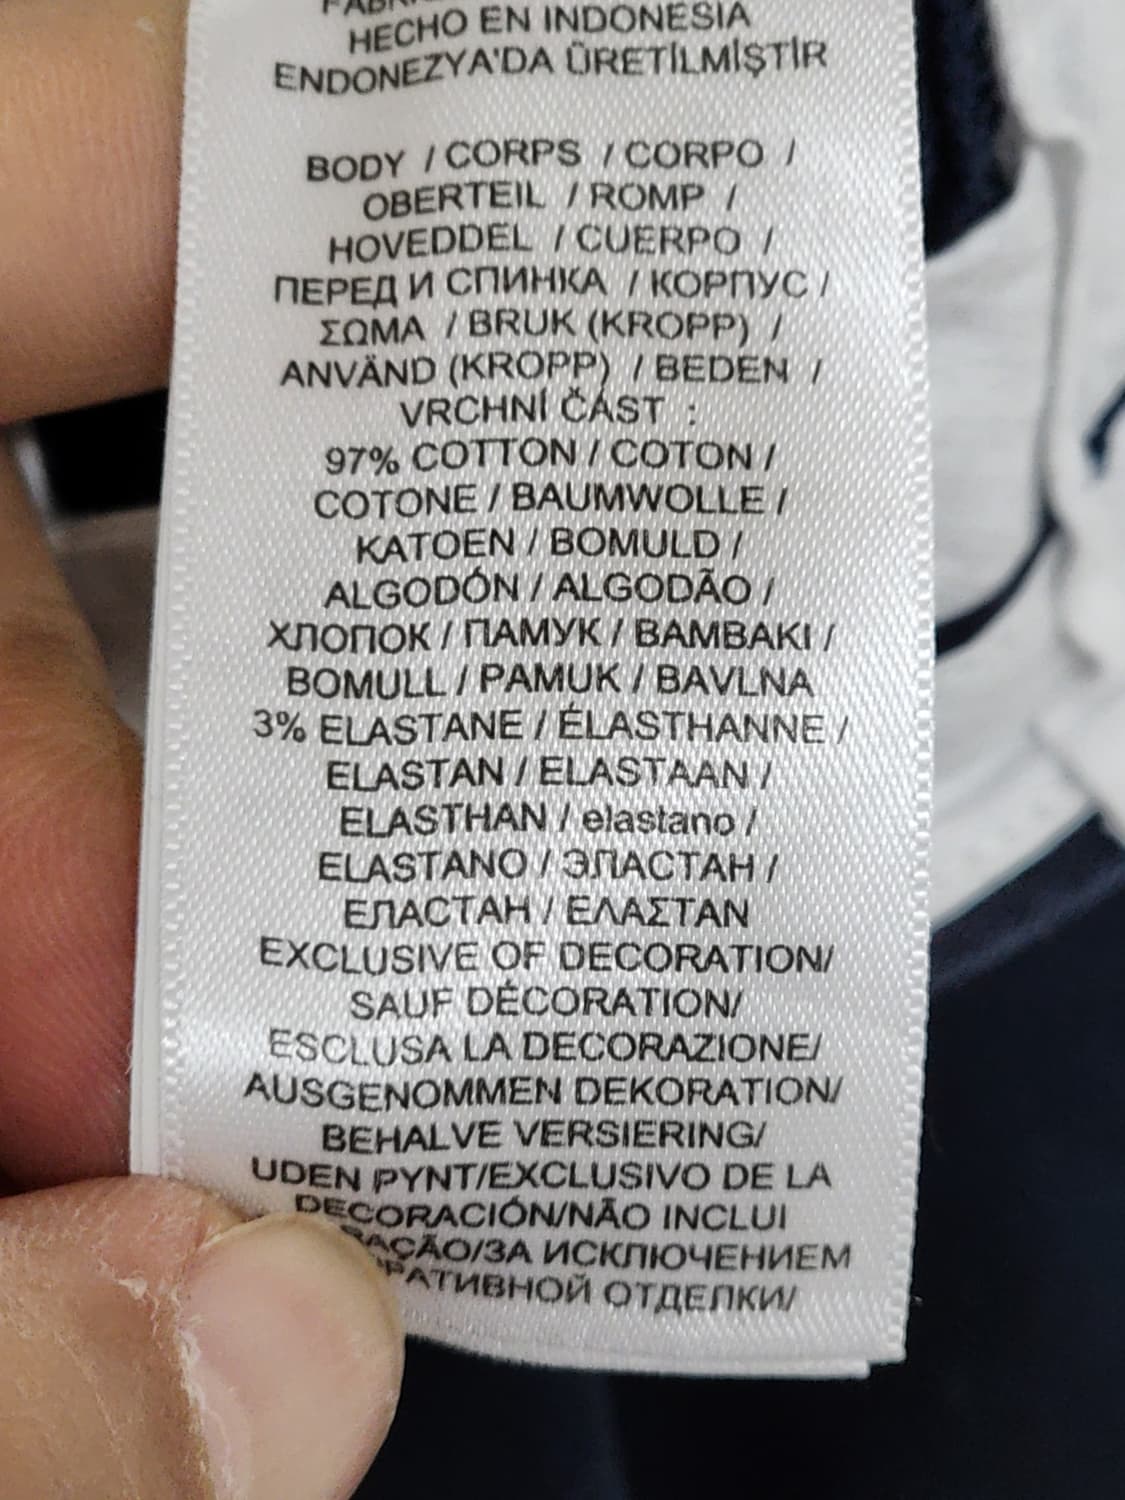 HECHO EN INDONESIA
ENDONEZYA'DA ÜRETİLMİŞTİR
BODY / CORPS / CORPO /
OBERTEIL / ROMP /
HOVEDDEL / CUERPO /
ПЕРЕД И СПИНКА / КОРПУС /
ΣΩΜΑ / BRUK (KROPP) /
ANVÄND (KROPP) / BEDEN /
VRCHNÍ ČÁST :
97% COTTON / COTON /
COTONE / BAUMWOLLE /
KATOEN / BOMULD /
ALGODÓN / ALGODÃO /
ХЛОПОК / ПАМУК / BAMBAKI /
BOMULL / PAMUK / BAVLNA
3% ELASTANE / ÉLASTHANNE /
ELASTAN / ELASTAAN /
ELASTHAN / elastano /
ELASTANO / ЭЛАСТАН /
ЕЛАСТАН / ΕΛΑΣΤΑΝ
EXCLUSIVE OF DECORATION/
SAUF DÉCORATION/
ESCLUSA LA DECORAZIONE/
AUSGENOMMEN DEKORATION/
BEHALVE VERSIERING/
UDEN PYNT/EXCLUSIVO DE LA
DECORACIÓN/NÃO INCLUI
/ЗА ИСКЛЮЧЕНИЕМ
ОТДЕЛКИ/